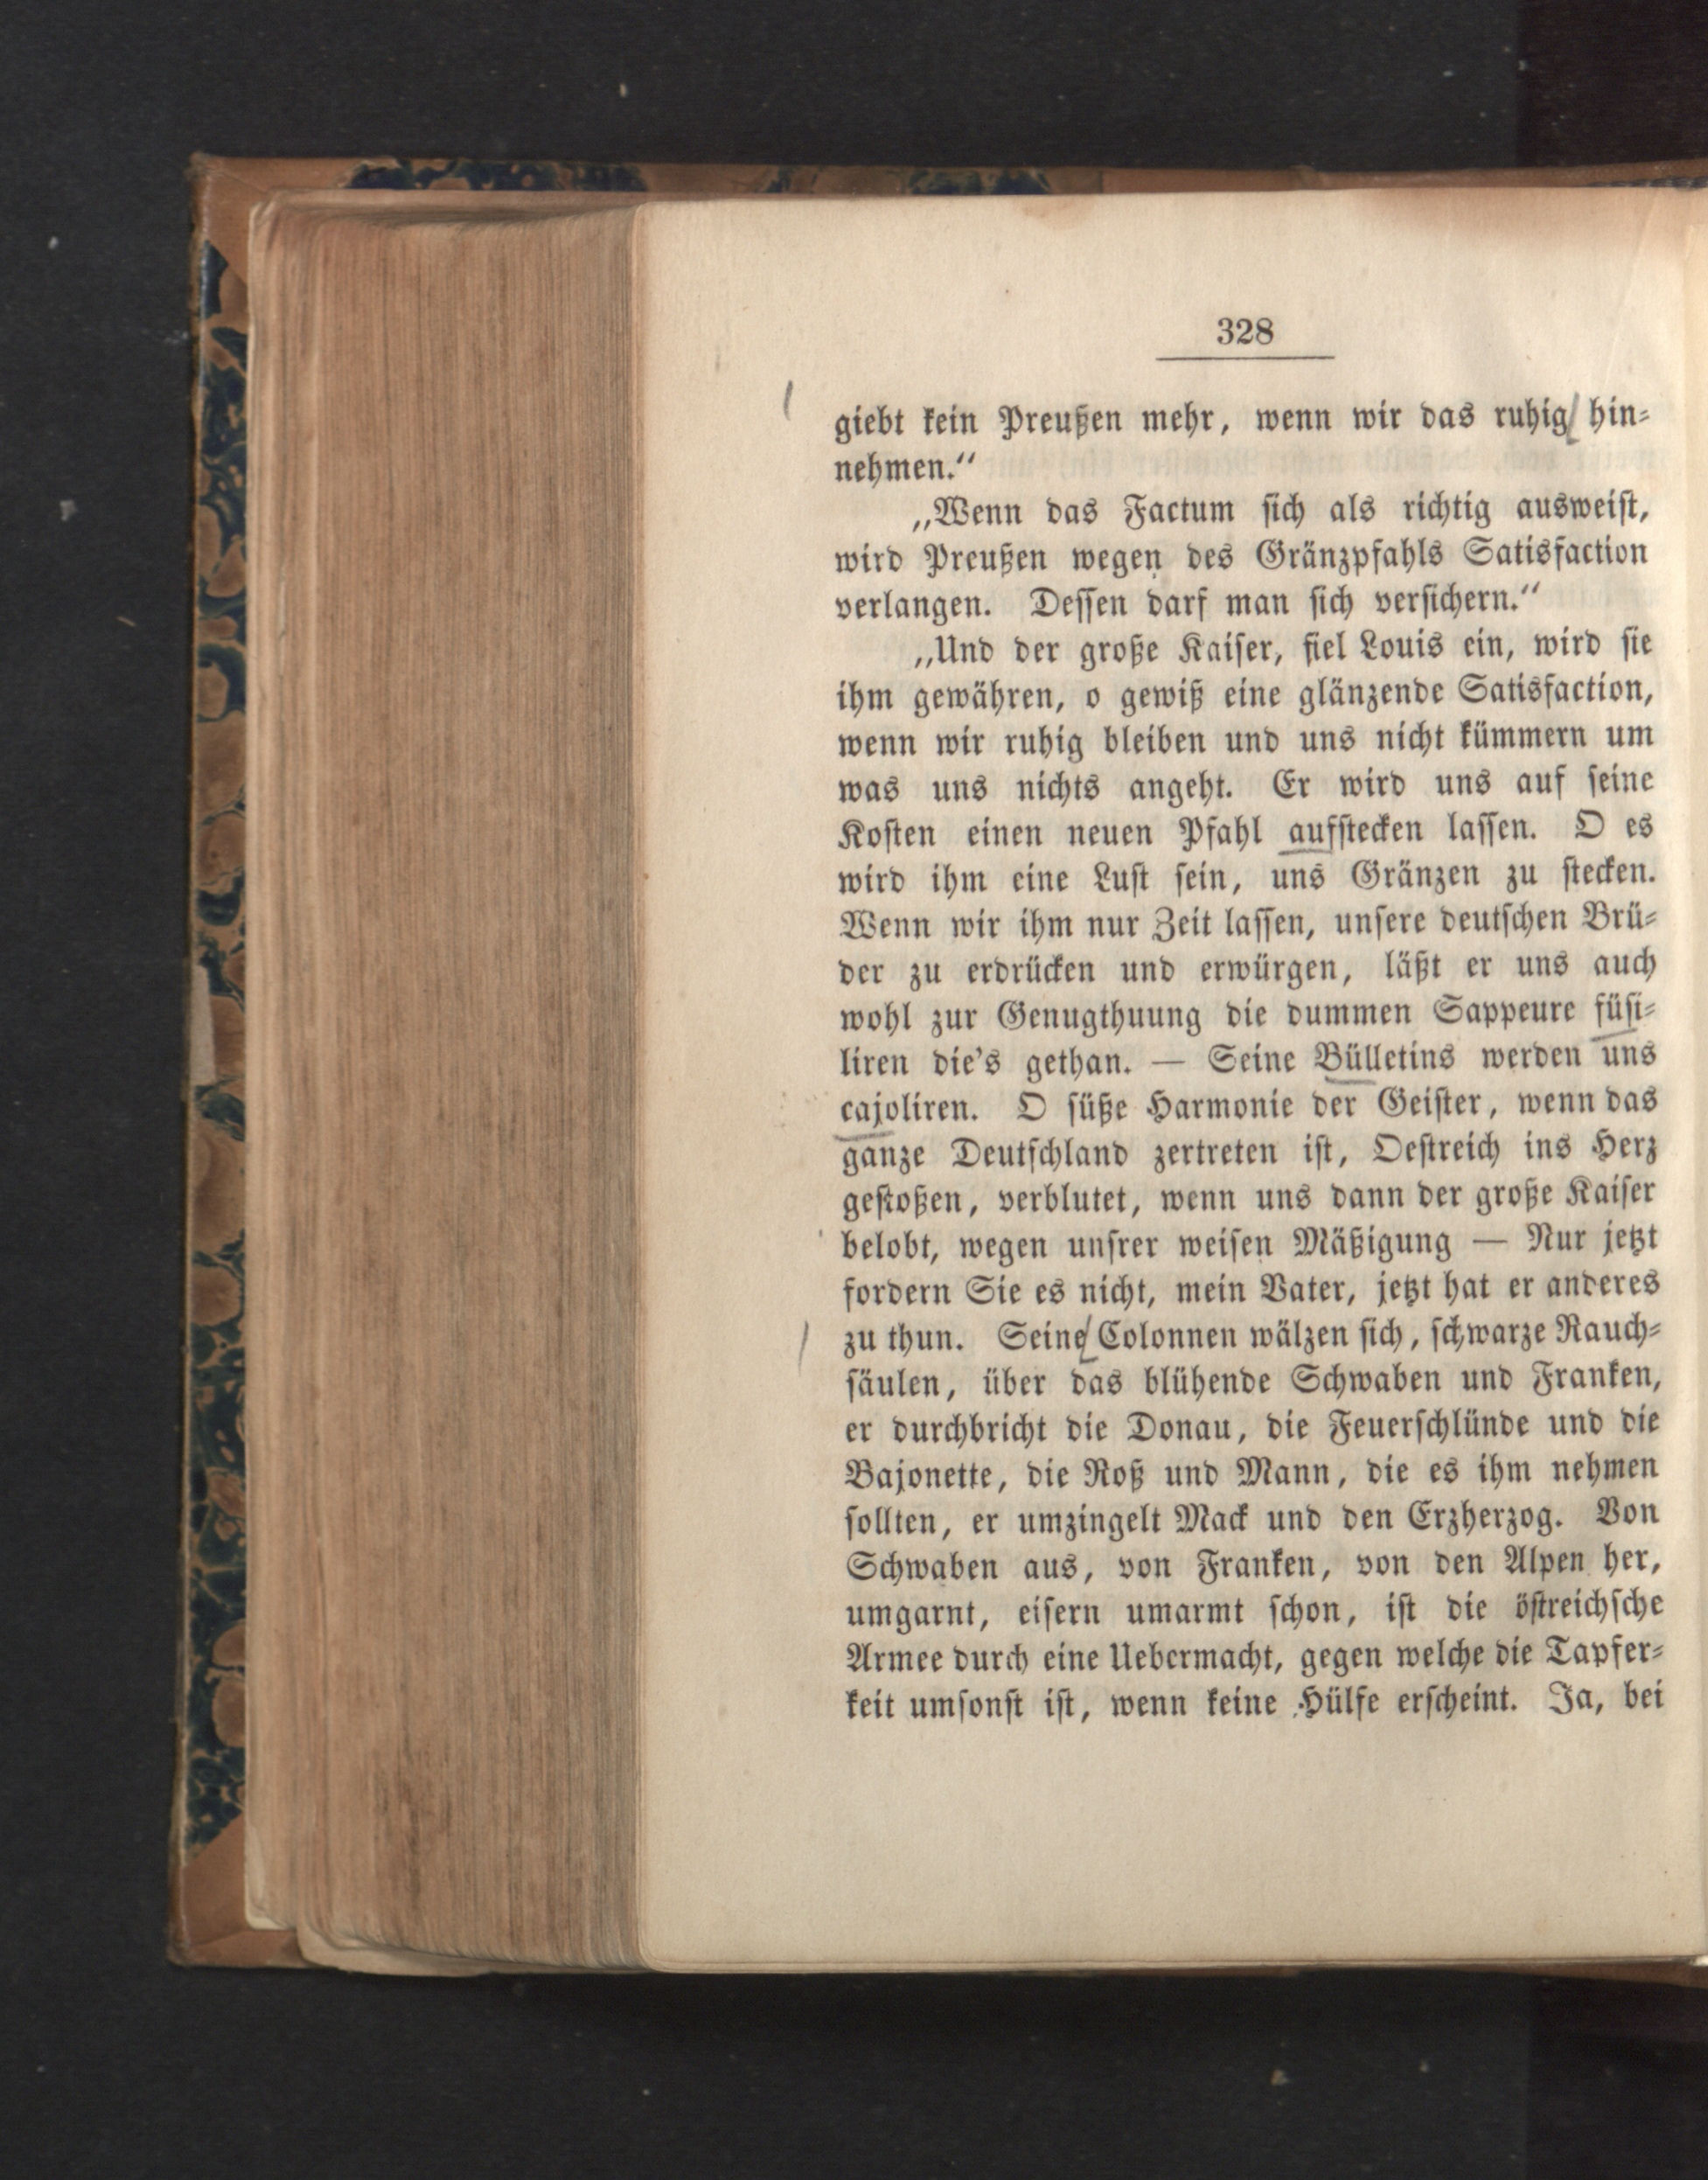 328
giebt kein Preußen mehr, wenn wir das ruhig hin-
nehmen.“
„Wenn das Factum sich als richtig ausweist,
wird Preußen wegen des Gränzpfahls Satisfaction
verlangen. Dessen darf man sich versichern.“
„Und der große Kaiser, fiel Louis ein, wird sie
ihm gewähren, o gewiß eine glänzende Satisfaction,
wenn wir ruhig bleiben und uns nicht kümmern um
was uns nichts angeht. Er wird uns auf seine
Kosten einen neuen Pfahl aufstecken lassen. O es
wird ihm eine Lust sein, uns Gränzen zu stecken.
Wenn wir ihm nur Zeit lassen, unsere deutschen Brü-
der zu erdrücken und erwürgen, läßt er uns auch
wohl zur Genugthuung die dummen Sappeure füsi-
liren die's gethan. — Seine Bülletins werden uns
cajoliren. O süße Harmonie der Geister, wenn das
ganze Deutschland zertreten ist, Oestreich ins Herz
gestoßen, verblutet, wenn uns dann der große Kaiser
belobt, wegen unsrer weisen Mäßigung — Nur jetzt
fordern Sie es nicht, mein Vater, jetzt hat er anderes
zu thun. Seine Colonnen wälzen sich, schwarze Rauch-
säulen, über das blühende Schwaben und Franken,
er durchbricht die Donau, die Feuerschlünde und die
Bajonette, die Roß und Mann, die es ihm nehmen
sollten, er umzingelt Mack und den Erzherzog. Von
Schwaben aus, von Franken, von den Alpen her,
umgarnt, eisern umarmt schon, ist die östreichsche
Armee durch eine Uebermacht, gegen welche die Tapfer-
keit umsonst ist, wenn keine Hülfe erscheint. Ja, bei